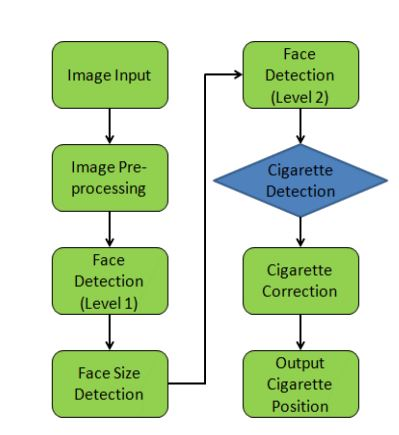 Image Input
Image Pre-
processing
Face
Detection
(Level 1)
Face Size
Detection
Face
Detection
(Level 2)
Cigarette
Detection
Cigarette
Correction
Output
Cigarette
Position